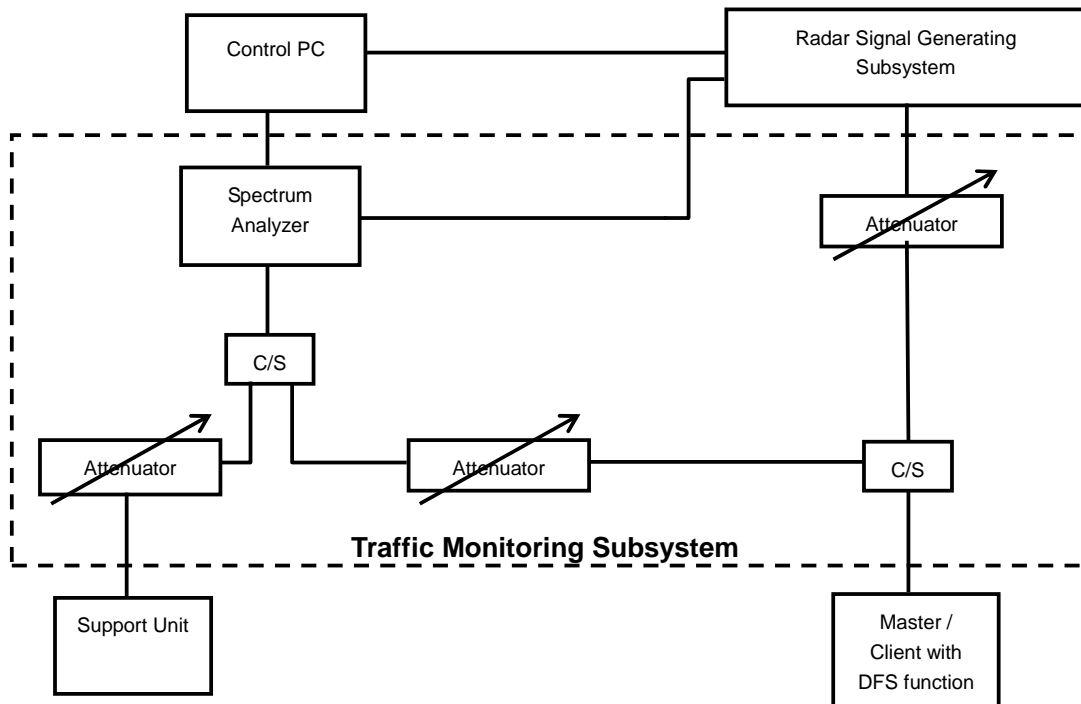 Control PC
Radar Signal Generating
Subsystem
Spectrum
Analyzer
Attenuator
C/S
Attenuator
Attenuator
C/S
Traffic Monitoring Subsystem
Support Unit
Master /
Client with
DFS function